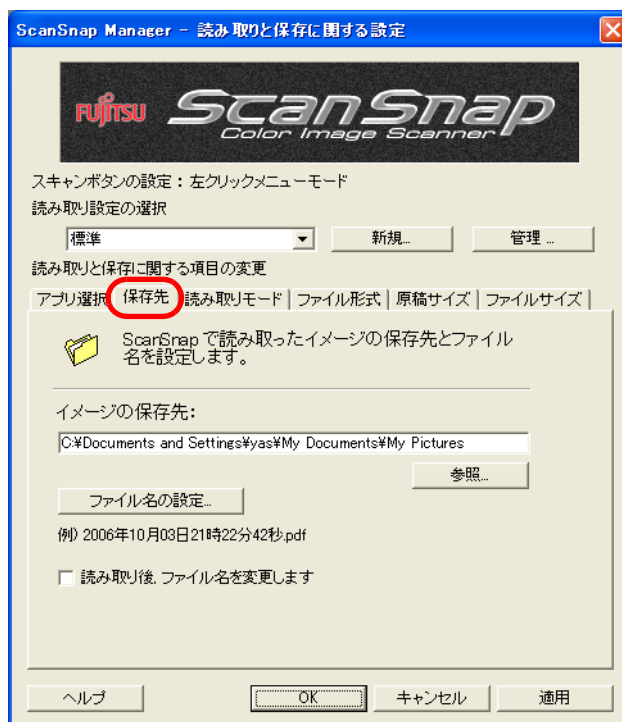 ScanSnap Manager - 読み取りと保存に関する設定
FUJITSU ScanSnap
Color Image Scanner
スキャンボタンの設定：左クリックメニューモード
読み取り設定の選択
標準 新規... 管理 ...
読み取りと保存に関する項目の変更
アプリ選択 保存先 読み取りモード ファイル形式 原稿サイズ ファイルサイズ
ScanSnap で読み取ったイメージの保存先とファイル
名を設定します。
イメージの保存先:
C:¥Documents and Settings¥yas¥My Documents¥My Pictures
参照...
ファイル名の設定...
例) 2006年10月03日21時22分42秒.pdf
読み取り後、ファイル名を変更します
ヘルプ OK キャンセル 適用